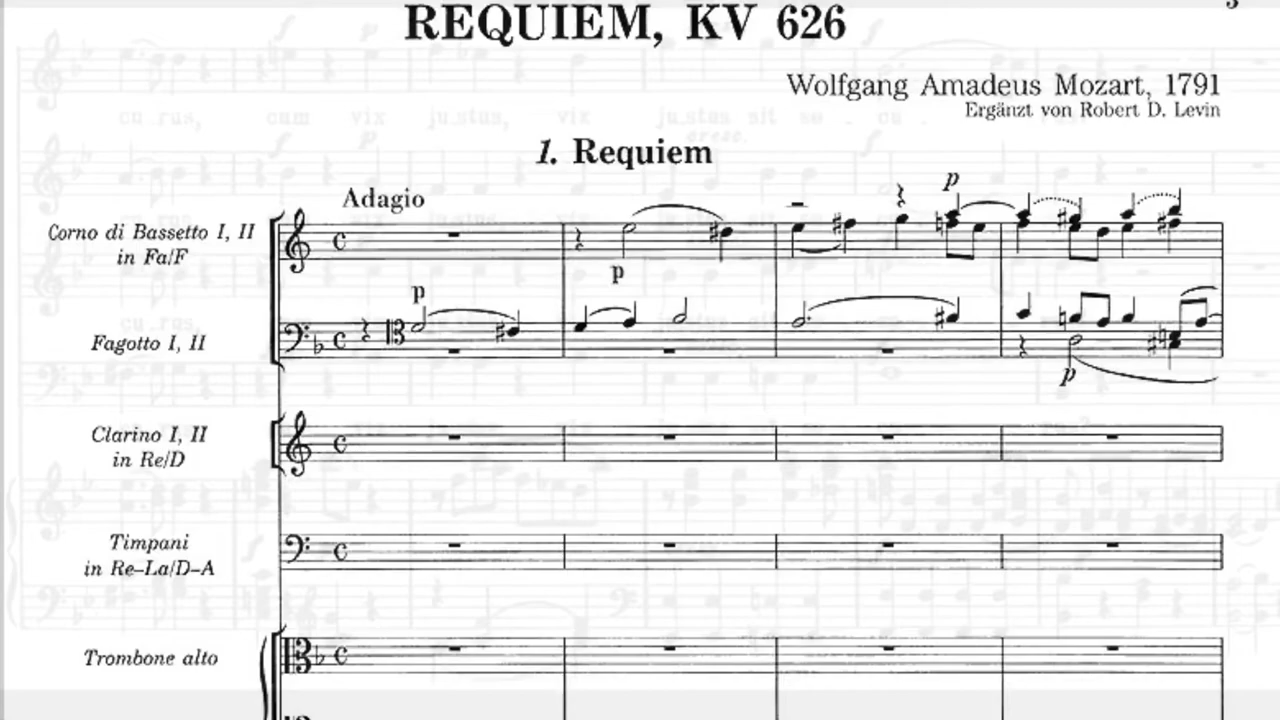 REQUIEM, KV 626
Wolfgang Amadeus Mozart, 1791
Ergänzt von Robert D. Levin
1. Requiem
Adagio
p
Corno di Bassetto I, II
in Fa/F
p
p
Fagotto I, II
p
Clarino I, II
in Re/D
Timpani
in Re–La/D–A
Trombone alto